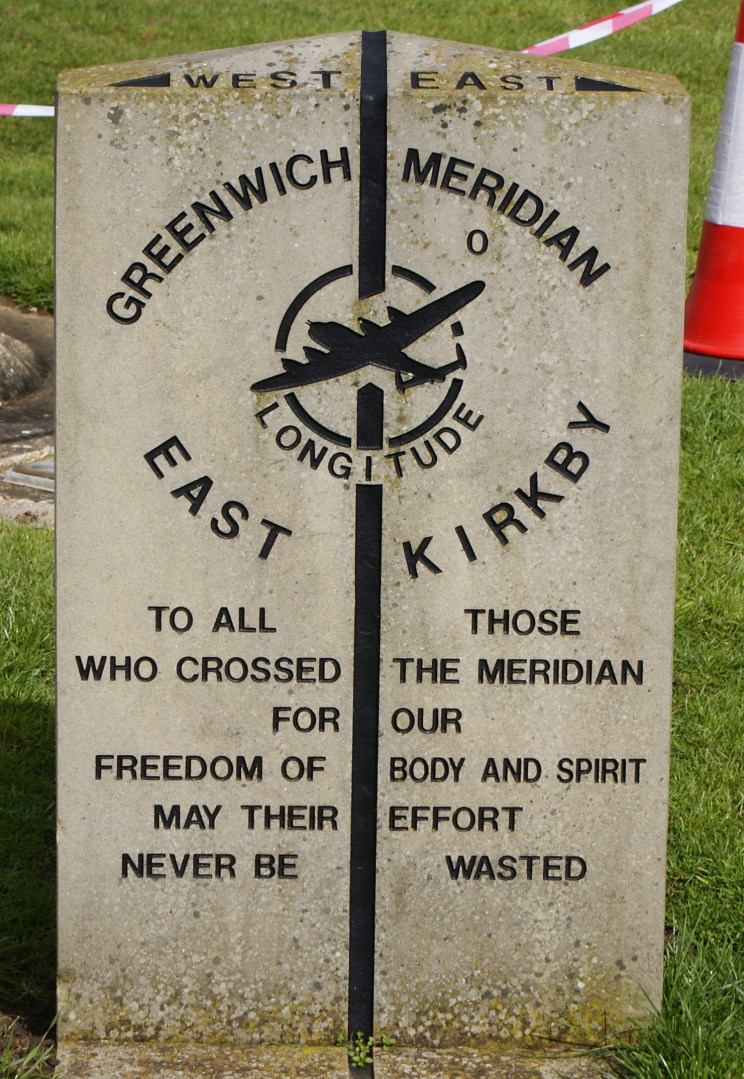 WEST EAST
GREENWICH MERIDIAN
O
LONGITUDE
EAST KIRKBY
TO ALL THOSE
WHO CROSSED THE MERIDIAN
FOR OUR
FREEDOM OF BODY AND SPIRIT
MAY THEIR EFFORT
NEVER BE WASTED